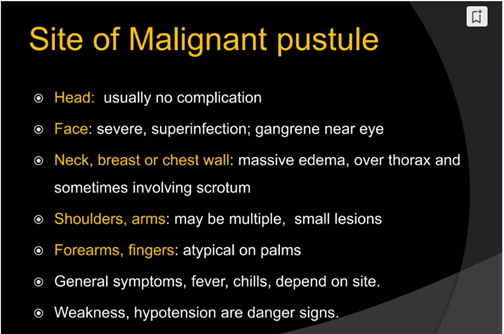 Site of Malignant pustule
Head: usually no complication
Face: severe, superinfection; gangrene near eye
Neck, breast or chest wall: massive edema, over thorax and
sometimes involving scrotum
Shoulders, arms: may be multiple, small lesions
Forearms, fingers: atypical on palms
General symptoms, fever, chills, depend on site.
Weakness, hypotension are danger signs.